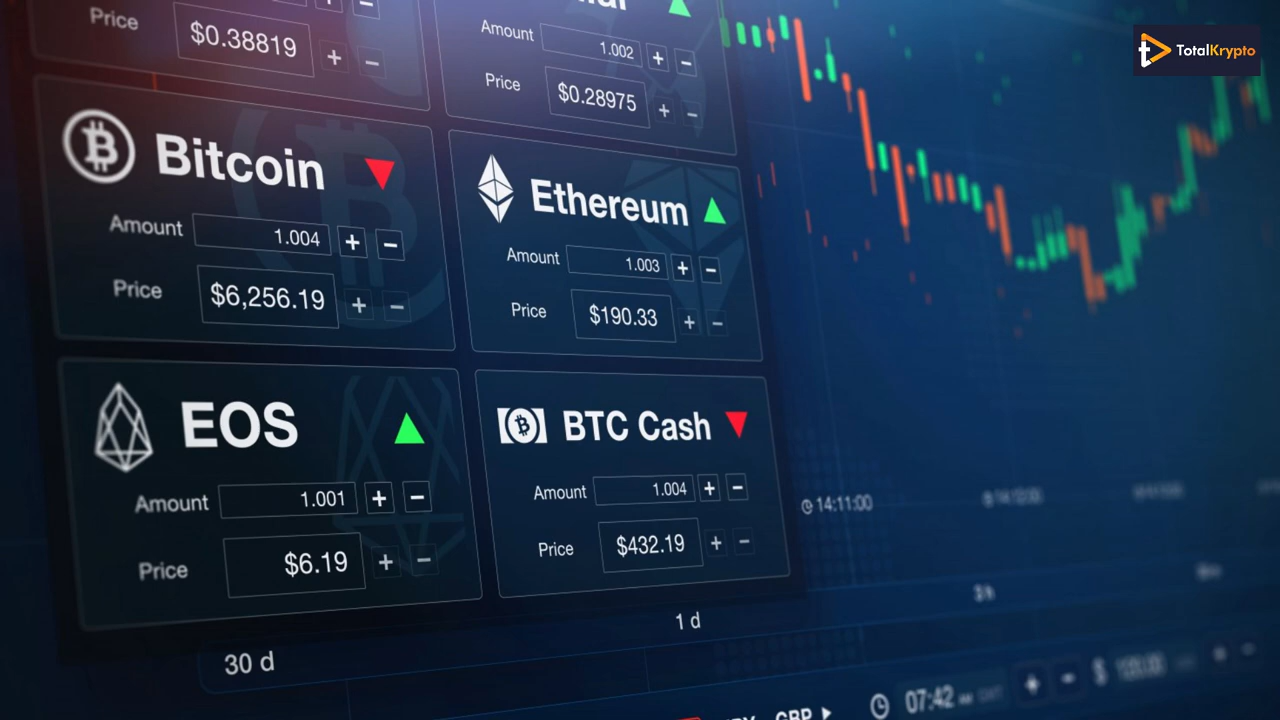 Price
$0.38819
+
−
Amount
1.002
+
−
Price
$0.28975
+
−
TotalKrypto
Bitcoin
Amount
1.004
+
−
Price
$6,256.19
+
−
Ethereum
Amount
1.003
+
−
Price
$190.33
+
−
EOS
Amount
1.001
+
−
Price
$6.19
+
−
BTC Cash
Amount
1.004
+
−
Price
$432.19
+
−
14:11:00
30 d
1 d
3 h
07:42
+
−
$
GBP